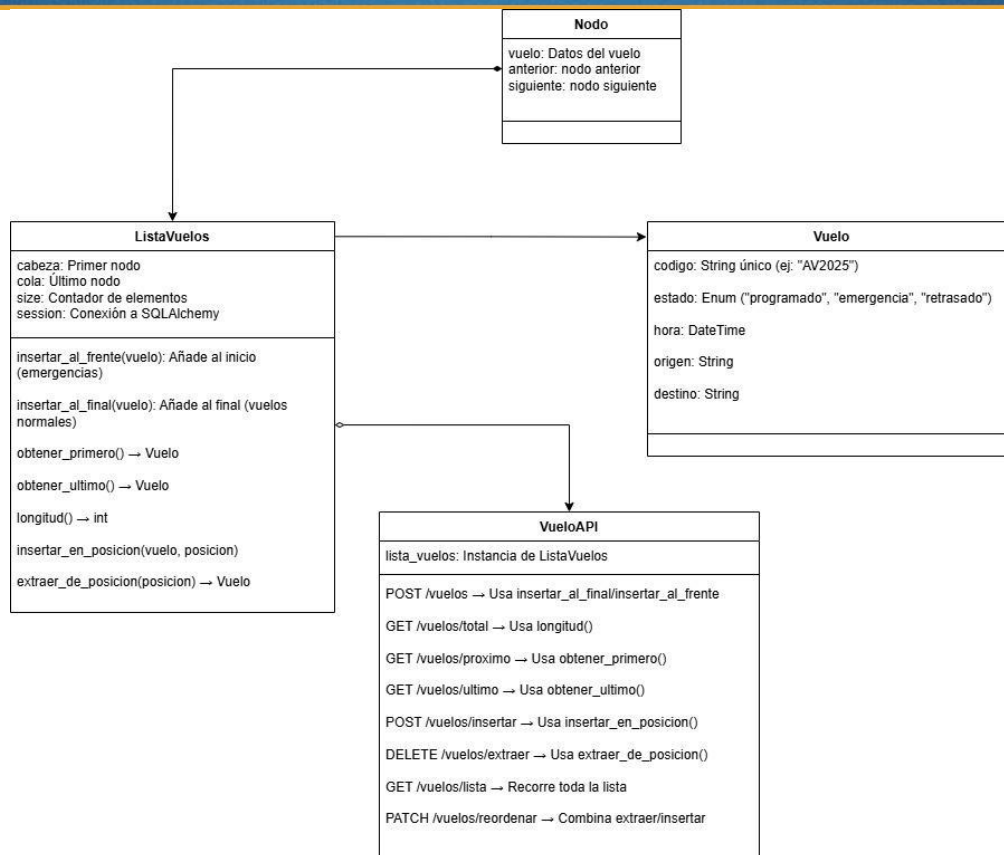 Nodo
vuelo: Datos del vuelo
anterior: nodo anterior
siguiente: nodo siguiente
ListaVuelos
cabeza: Primer nodo
cola: Último nodo
size: Contador de elementos
session: Conexión a SQLAlchemy
insertar_al_frente(vuelo): Añade al inicio
(emergencias)
insertar_al_final(vuelo): Añade al final (vuelos
normales)
obtener_primero() → Vuelo
obtener_ultimo() → Vuelo
longitud() → int
insertar_en_posicion(vuelo, posicion)
extraer_de_posicion(posicion) → Vuelo
Vuelo
codigo: String único (ej: "AV2025")
estado: Enum ("programado", "emergencia", "retrasado")
hora: DateTime
origen: String
destino: String
VueloAPI
lista_vuelos: Instancia de ListaVuelos
POST /vuelos → Usa insertar_al_final/insertar_al_frente
GET /vuelos/total → Usa longitud()
GET /vuelos/proximo → Usa obtener_primero()
GET /vuelos/ultimo → Usa obtener_ultimo()
POST /vuelos/insertar → Usa insertar_en_posicion()
DELETE /vuelos/extraer → Usa extraer_de_posicion()
GET /vuelos/lista → Recorre toda la lista
PATCH /vuelos/reordenar → Combina extraer/insertar